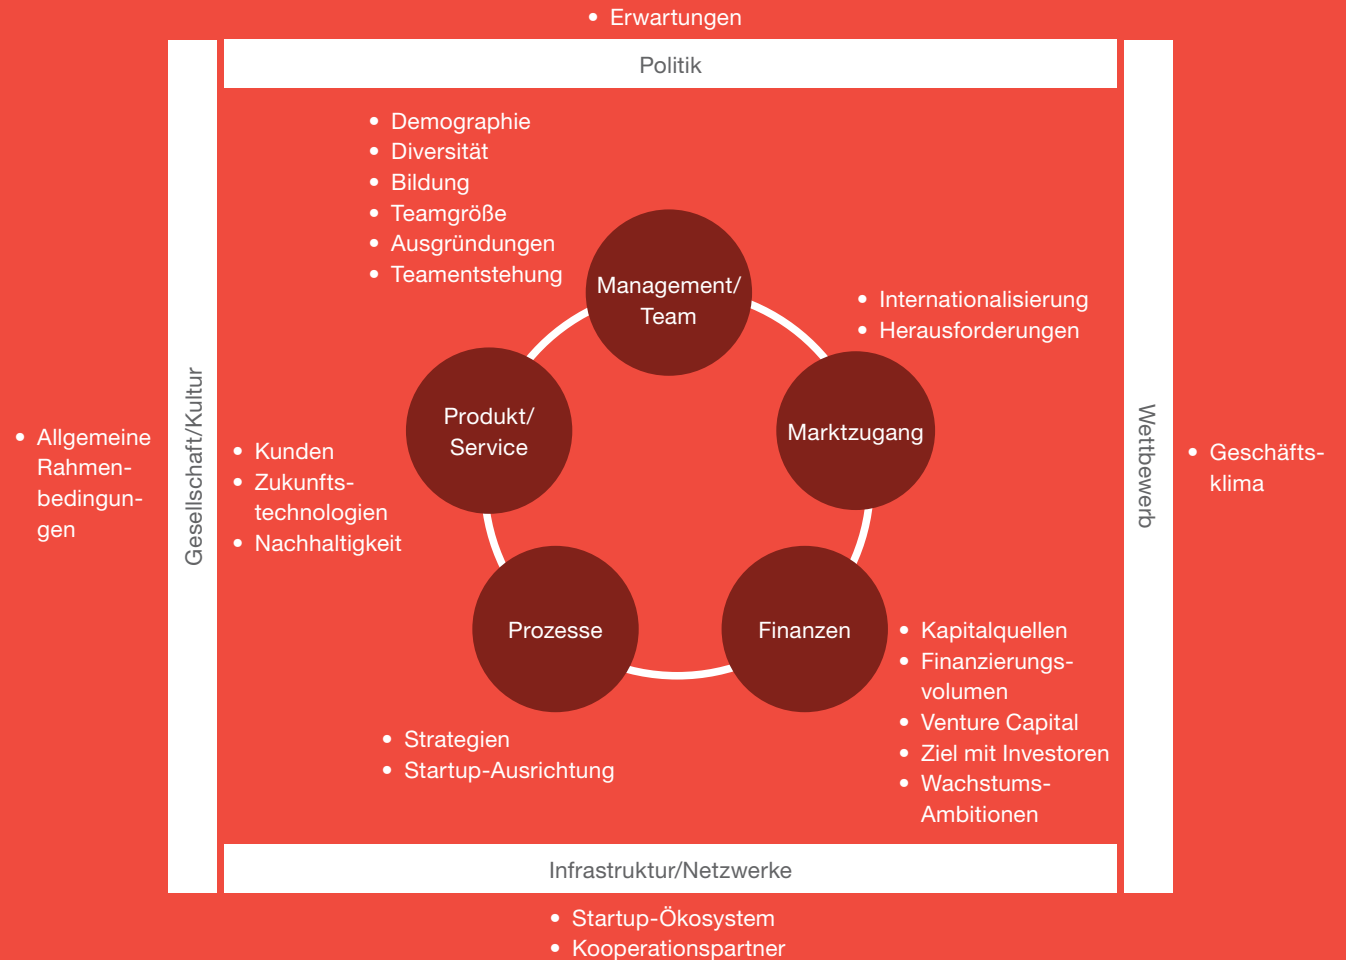 • Erwartungen
Politik
• Demographie
• Diversität
• Bildung
• Teamgröße
• Ausgründungen
• Teamentstehung
Management/
Team
• Internationalisierung
• Herausforderungen
Produkt/
Service
Marktzugang
Gesellschaft/Kultur
• Allgemeine
Rahmen-
bedingun-
gen
• Kunden
• Zukunfts-
technologien
• Nachhaltigkeit
Wettbewerb
• Geschäfts-
klima
Prozesse
Finanzen
• Kapitalquellen
• Finanzierungs-
volumen
• Venture Capital
• Ziel mit Investoren
• Wachstums-
Ambitionen
• Strategien
• Startup-Ausrichtung
Infrastruktur/Netzwerke
• Startup-Ökosystem
• Kooperationspartner